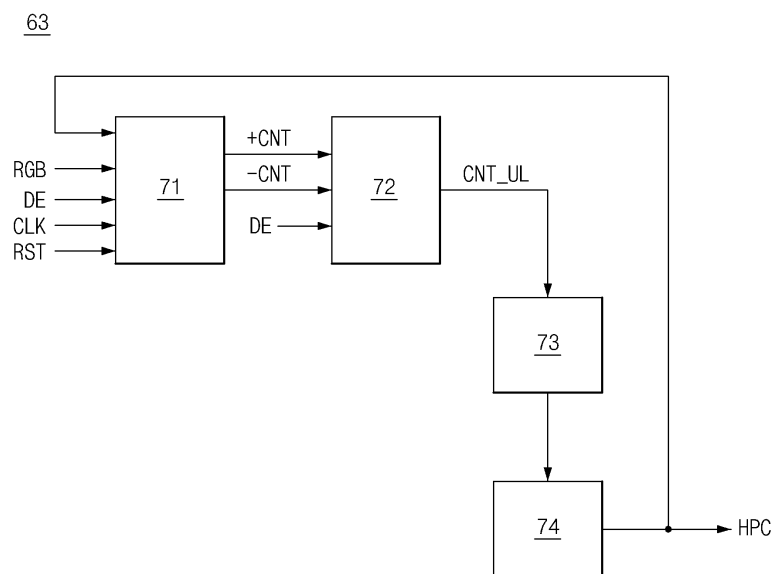 63
+CNT
RGB
-CNT
CNT_UL
71
72
DE
DE
CLK
RST
73
74
HPC